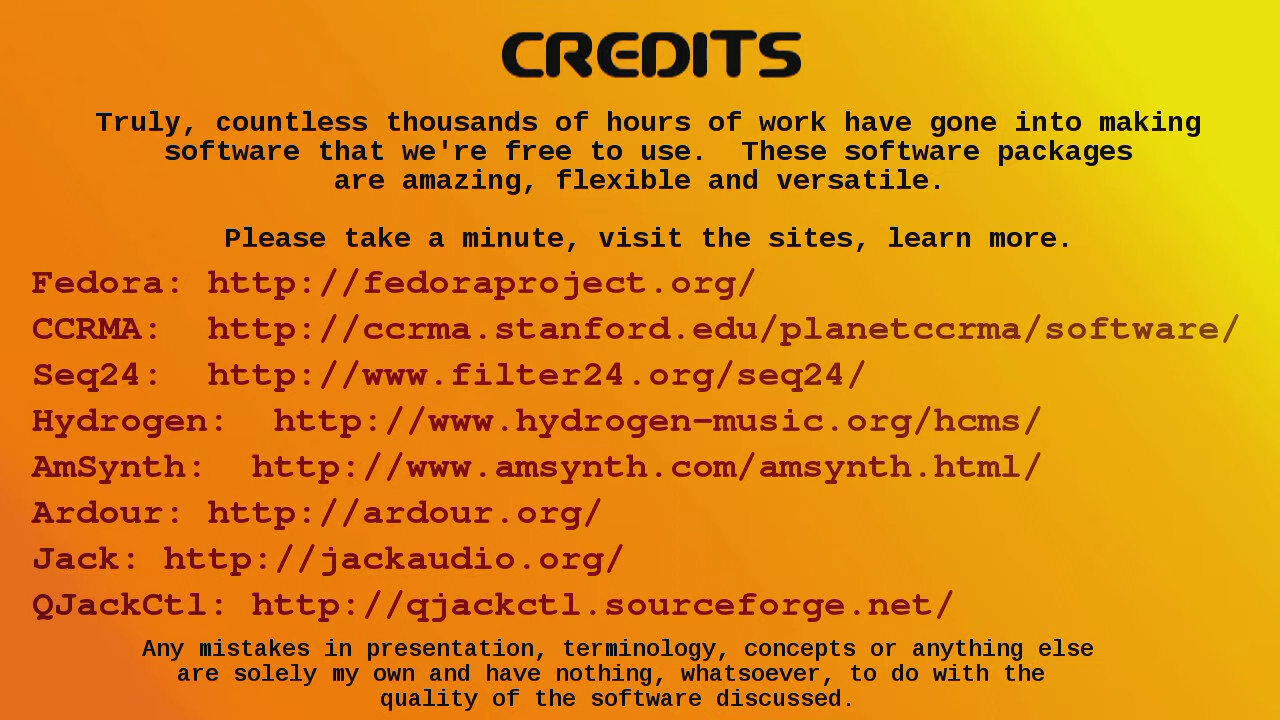 CREDITS
Truly, countless thousands of hours of work have gone into making
software that we're free to use.  These software packages
are amazing, flexible and versatile.
Please take a minute, visit the sites, learn more.
Fedora: http://fedoraproject.org/
CCRMA:  http://ccrma.stanford.edu/planetccrma/software/
Seq24:  http://www.filter24.org/seq24/
Hydrogen:  http://www.hydrogen-music.org/hcms/
AmSynth:  http://www.amsynth.com/amsynth.html/
Ardour: http://ardour.org/
Jack: http://jackaudio.org/
QJackCtl: http://qjackctl.sourceforge.net/
Any mistakes in presentation, terminology, concepts or anything else
are solely my own and have nothing, whatsoever, to do with the
quality of the software discussed.